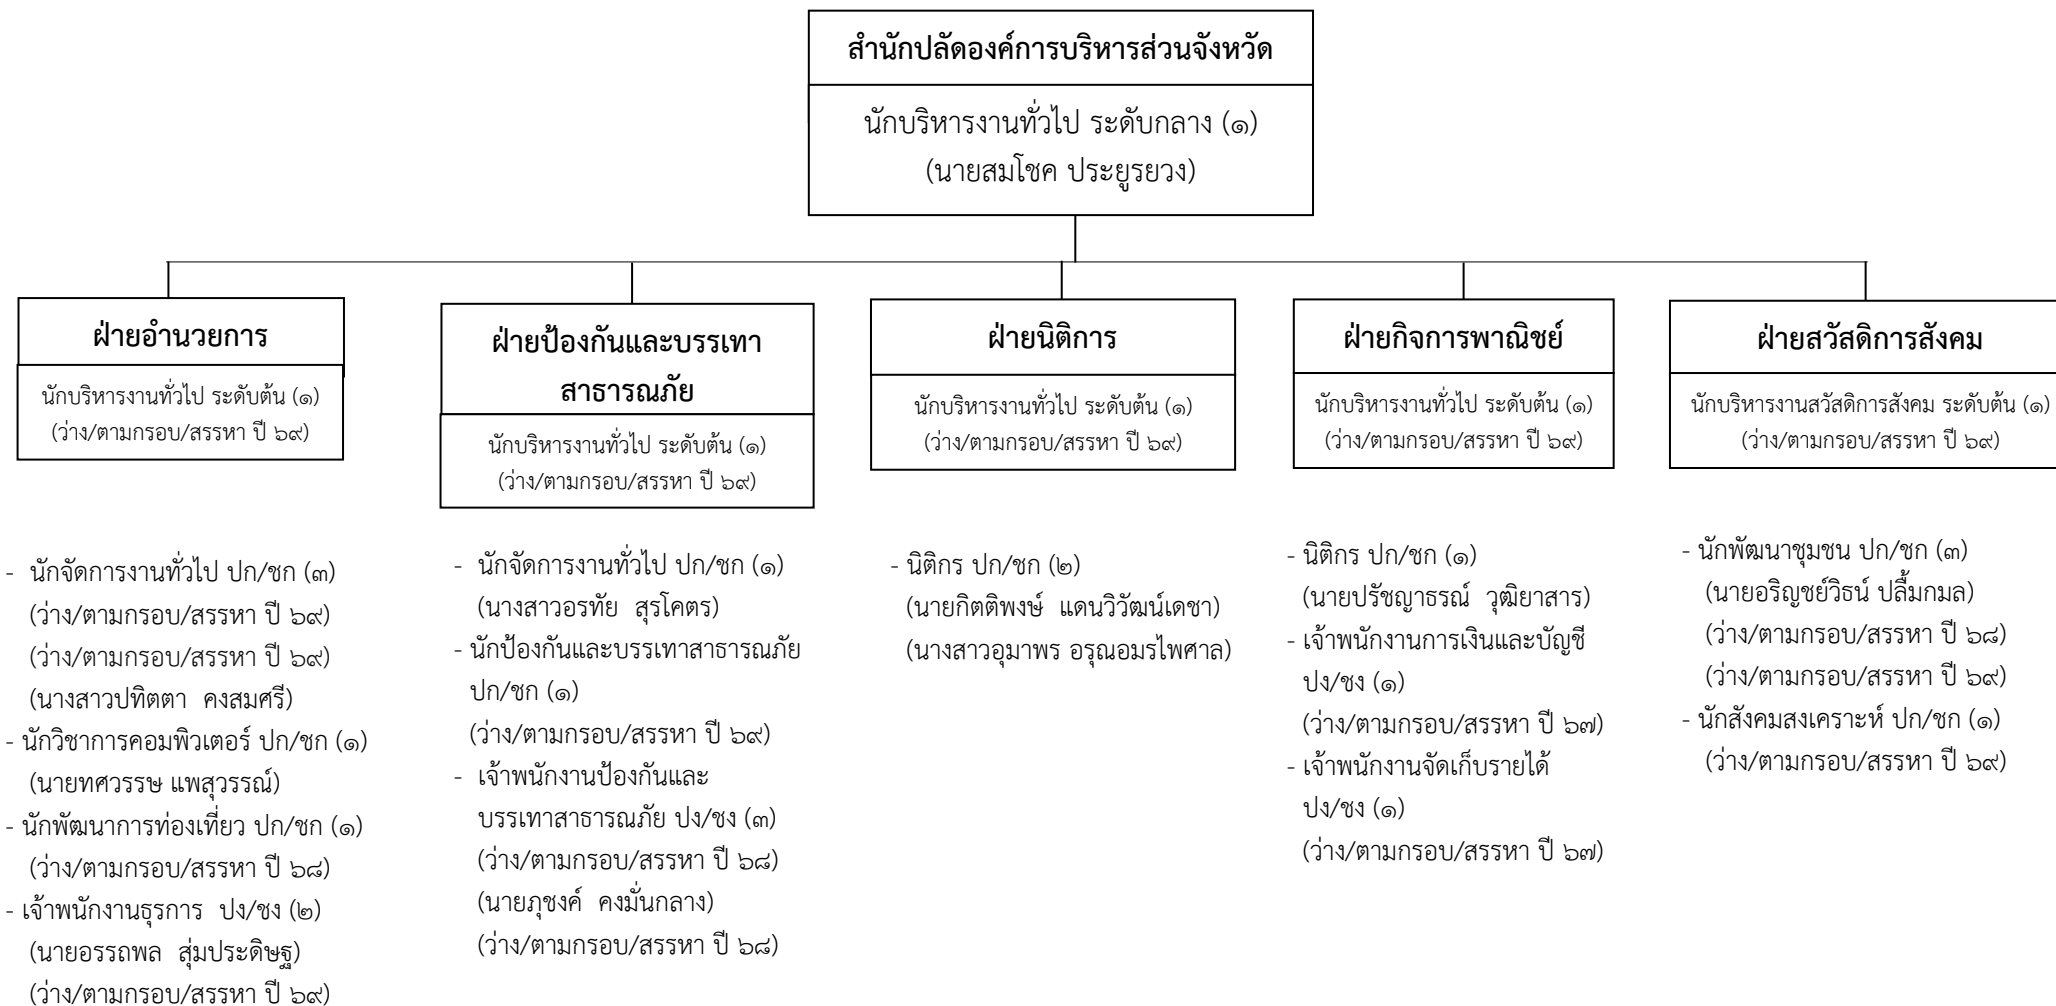 สำนักปลัดองค์การบริหารส่วนจังหวัด
นักบริหารงานทั่วไป ระดับกลาง (๑)
(นายสมโชค ประยูรยวง)
ฝ่ายอำนวยการ
นักบริหารงานทั่วไป ระดับต้น (๑)
(ว่าง/ตามกรอบ/สรรหา ปี ๖๙)
- นักจัดการงานทั่วไป ปก/ชก (๓)
(ว่าง/ตามกรอบ/สรรหา ปี ๖๙)
(ว่าง/ตามกรอบ/สรรหา ปี ๖๙)
(นางสาวปทิตตา คงสมศรี)
- นักวิชาการคอมพิวเตอร์ ปก/ชก (๑)
(นายทศวรรษ แพสุวรรณ์)
- นักพัฒนาการท่องเที่ยว ปก/ชก (๑)
(ว่าง/ตามกรอบ/สรรหา ปี ๖๘)
- เจ้าพนักงานธุรการ ปง/ชง (๒)
(นายอรรถพล สุ่มประดิษฐ)
(ว่าง/ตามกรอบ/สรรหา ปี ๖๙)
ฝ่ายป้องกันและบรรเทา
สาธารณภัย
นักบริหารงานทั่วไป ระดับต้น (๑)
(ว่าง/ตามกรอบ/สรรหา ปี ๖๙)
- นักจัดการงานทั่วไป ปก/ชก (๑)
(นางสาวอรทัย สุรโคตร)
- นักป้องกันและบรรเทาสาธารณภัย
ปก/ชก (๑)
(ว่าง/ตามกรอบ/สรรหา ปี ๖๙)
- เจ้าพนักงานป้องกันและ
บรรเทาสาธารณภัย ปง/ชง (๓)
(ว่าง/ตามกรอบ/สรรหา ปี ๖๘)
(นายภุชงค์ คงมั่นกลาง)
(ว่าง/ตามกรอบ/สรรหา ปี ๖๘)
ฝ่ายนิติการ
นักบริหารงานทั่วไป ระดับต้น (๑)
(ว่าง/ตามกรอบ/สรรหา ปี ๖๙)
- นิติกร ปก/ชก (๒)
(นายกิตติพงษ์ แดนวิวัฒน์เดชา)
(นางสาวอุมาพร อรุณอมรไพศาล)
ฝ่ายกิจการพาณิชย์
นักบริหารงานทั่วไป ระดับต้น (๑)
(ว่าง/ตามกรอบ/สรรหา ปี ๖๙)
- นิติกร ปก/ชก (๑)
(นายปรัชญาธรณ์ วุฒิยาสาร)
- เจ้าพนักงานการเงินและบัญชี
ปง/ชง (๑)
(ว่าง/ตามกรอบ/สรรหา ปี ๖๗)
- เจ้าพนักงานจัดเก็บรายได้
ปง/ชง (๑)
(ว่าง/ตามกรอบ/สรรหา ปี ๖๗)
ฝ่ายสวัสดิการสังคม
นักบริหารงานสวัสดิการสังคม ระดับต้น (๑)
(ว่าง/ตามกรอบ/สรรหา ปี ๖๙)
- นักพัฒนาชุมชน ปก/ชก (๓)
(นายอริญชย์วิธน์ ปลื้มกมล)
(ว่าง/ตามกรอบ/สรรหา ปี ๖๘)
(ว่าง/ตามกรอบ/สรรหา ปี ๖๙)
- นักสังคมสงเคราะห์ ปก/ชก (๑)
(ว่าง/ตามกรอบ/สรรหา ปี ๖๙)